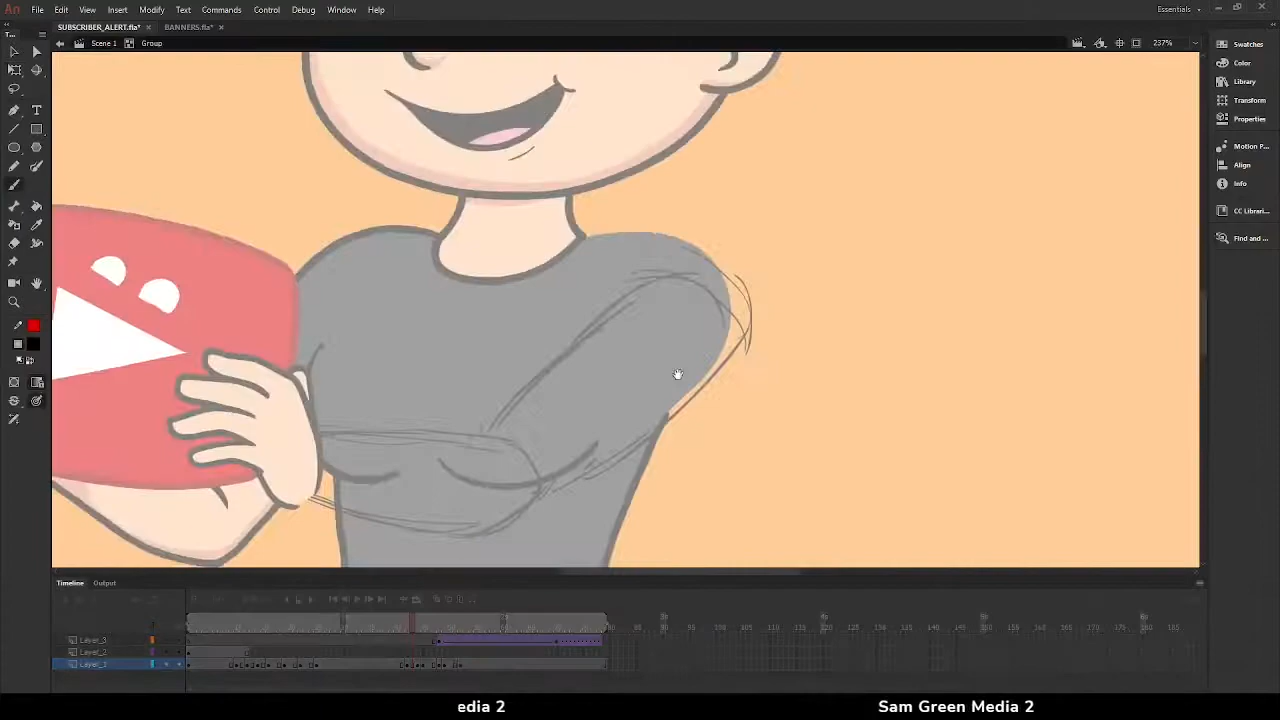 An File Edit View Insert Modify Text Commands Control Debug Window Help Essentials
SUBSCRIBER_ALERT.fla* × BANNERS.fla* ×
Scene 1 Group 237%
Swatches
Color
Library
Transform
Properties
Motion P...
Align
Info
CC Librari...
Find and ...
Timeline Output
Layer_3
Layer_2
edia 2 Sam Green Media 2